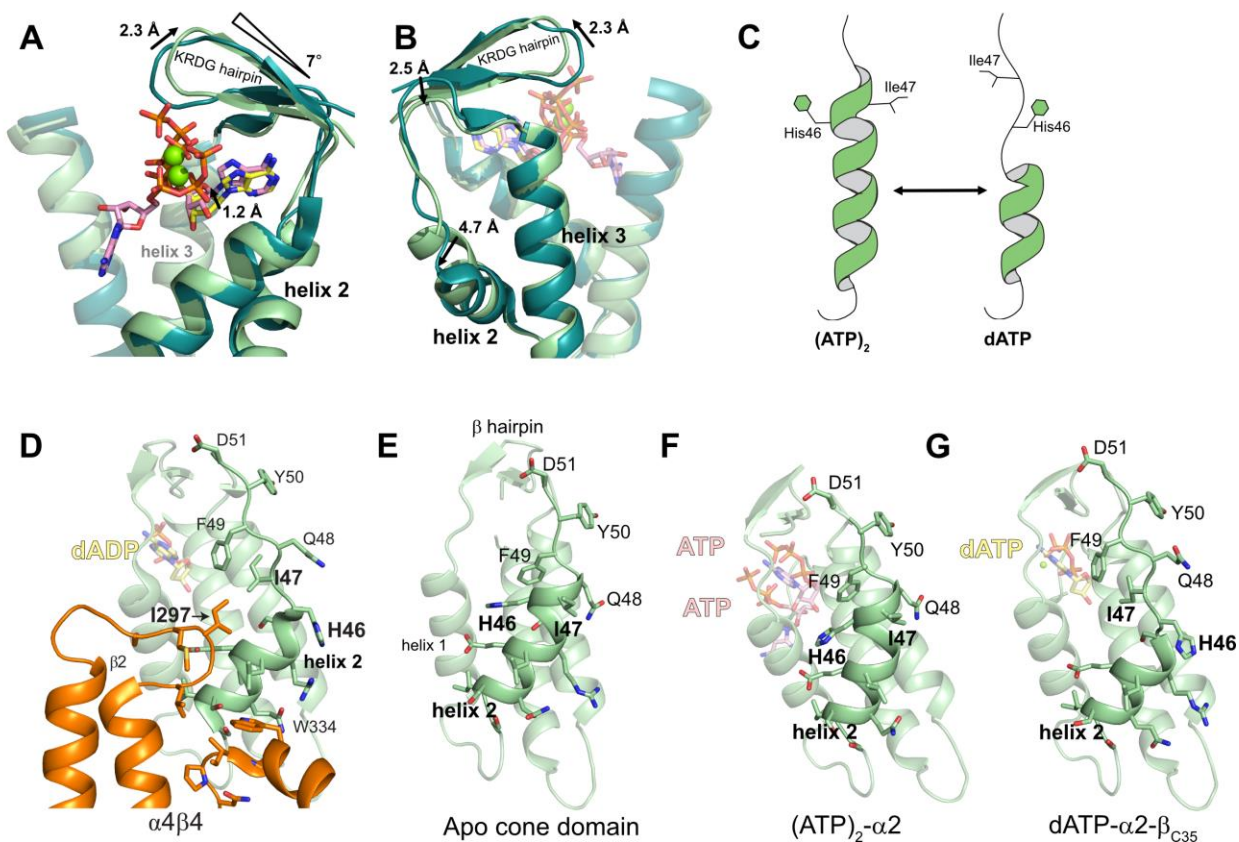 A
2.3 Å
7°
KRDG hairpin
1.2 Å
helix 3
helix 2
B
2.3 Å
2.5 Å
KRDG hairpin
4.7 Å
helix 3
helix 2
C
Ile47
Ile47
His46
His46
(ATP)₂
dATP
D
D51
Y50
F49
Q48
dADP
I47
I297
H46
β2
helix 2
W334
α4β4
E
β hairpin
D51
Y50
F49
Q48
H46
I47
helix 1
helix 2
Apo cone domain
F
D51
Y50
ATP
F49
Q48
ATP
I47
H46
helix 2
(ATP)₂-α2
G
D51
Y50
dATP
F49
Q48
I47
H46
helix 2
dATP-α2-β_C35